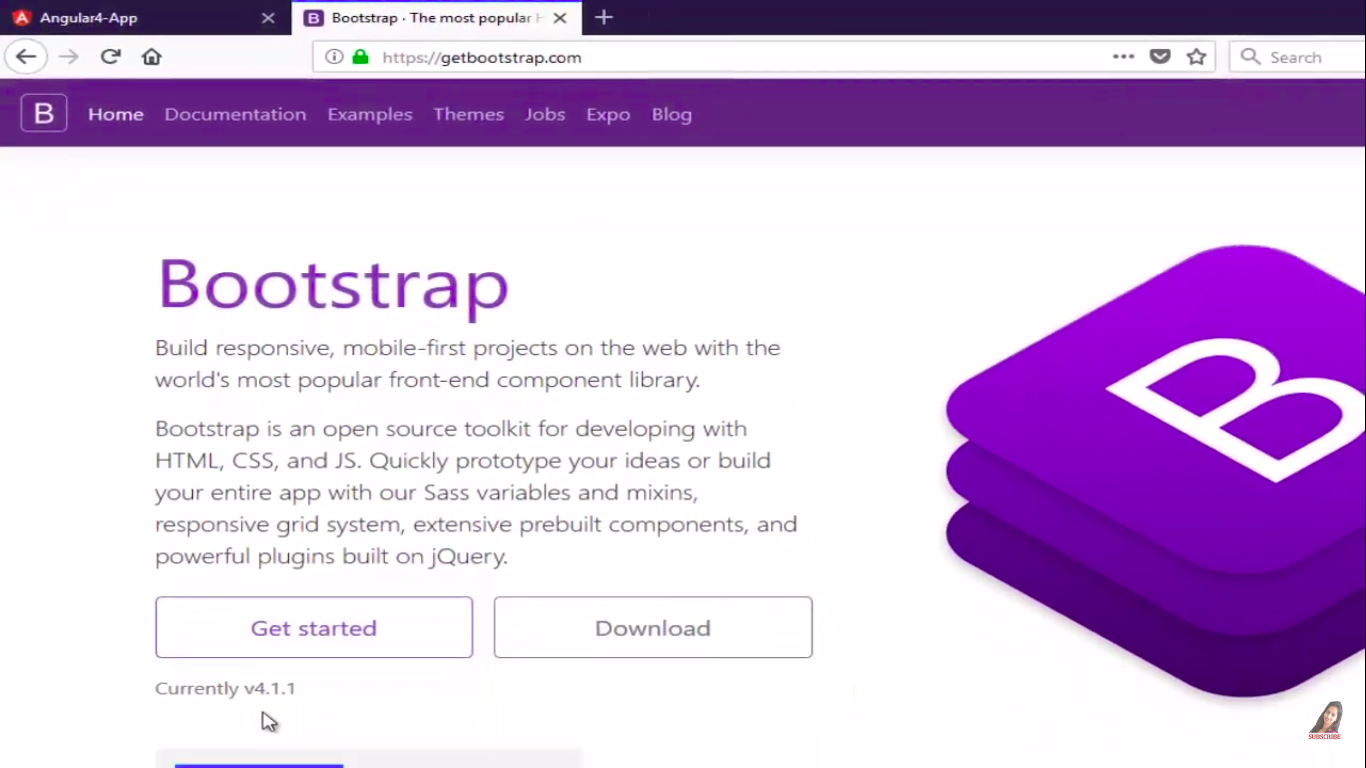 Angular4-App
Bootstrap · The most popular
https://getbootstrap.com
Search
B
Home
Documentation
Examples
Themes
Jobs
Expo
Blog
Bootstrap
Build responsive, mobile-first projects on the web with the
world's most popular front-end component library.
Bootstrap is an open source toolkit for developing with
HTML, CSS, and JS. Quickly prototype your ideas or build
your entire app with our Sass variables and mixins,
responsive grid system, extensive prebuilt components, and
powerful plugins built on jQuery.
Get started
Download
Currently v4.1.1
B
SUBSCRIBE